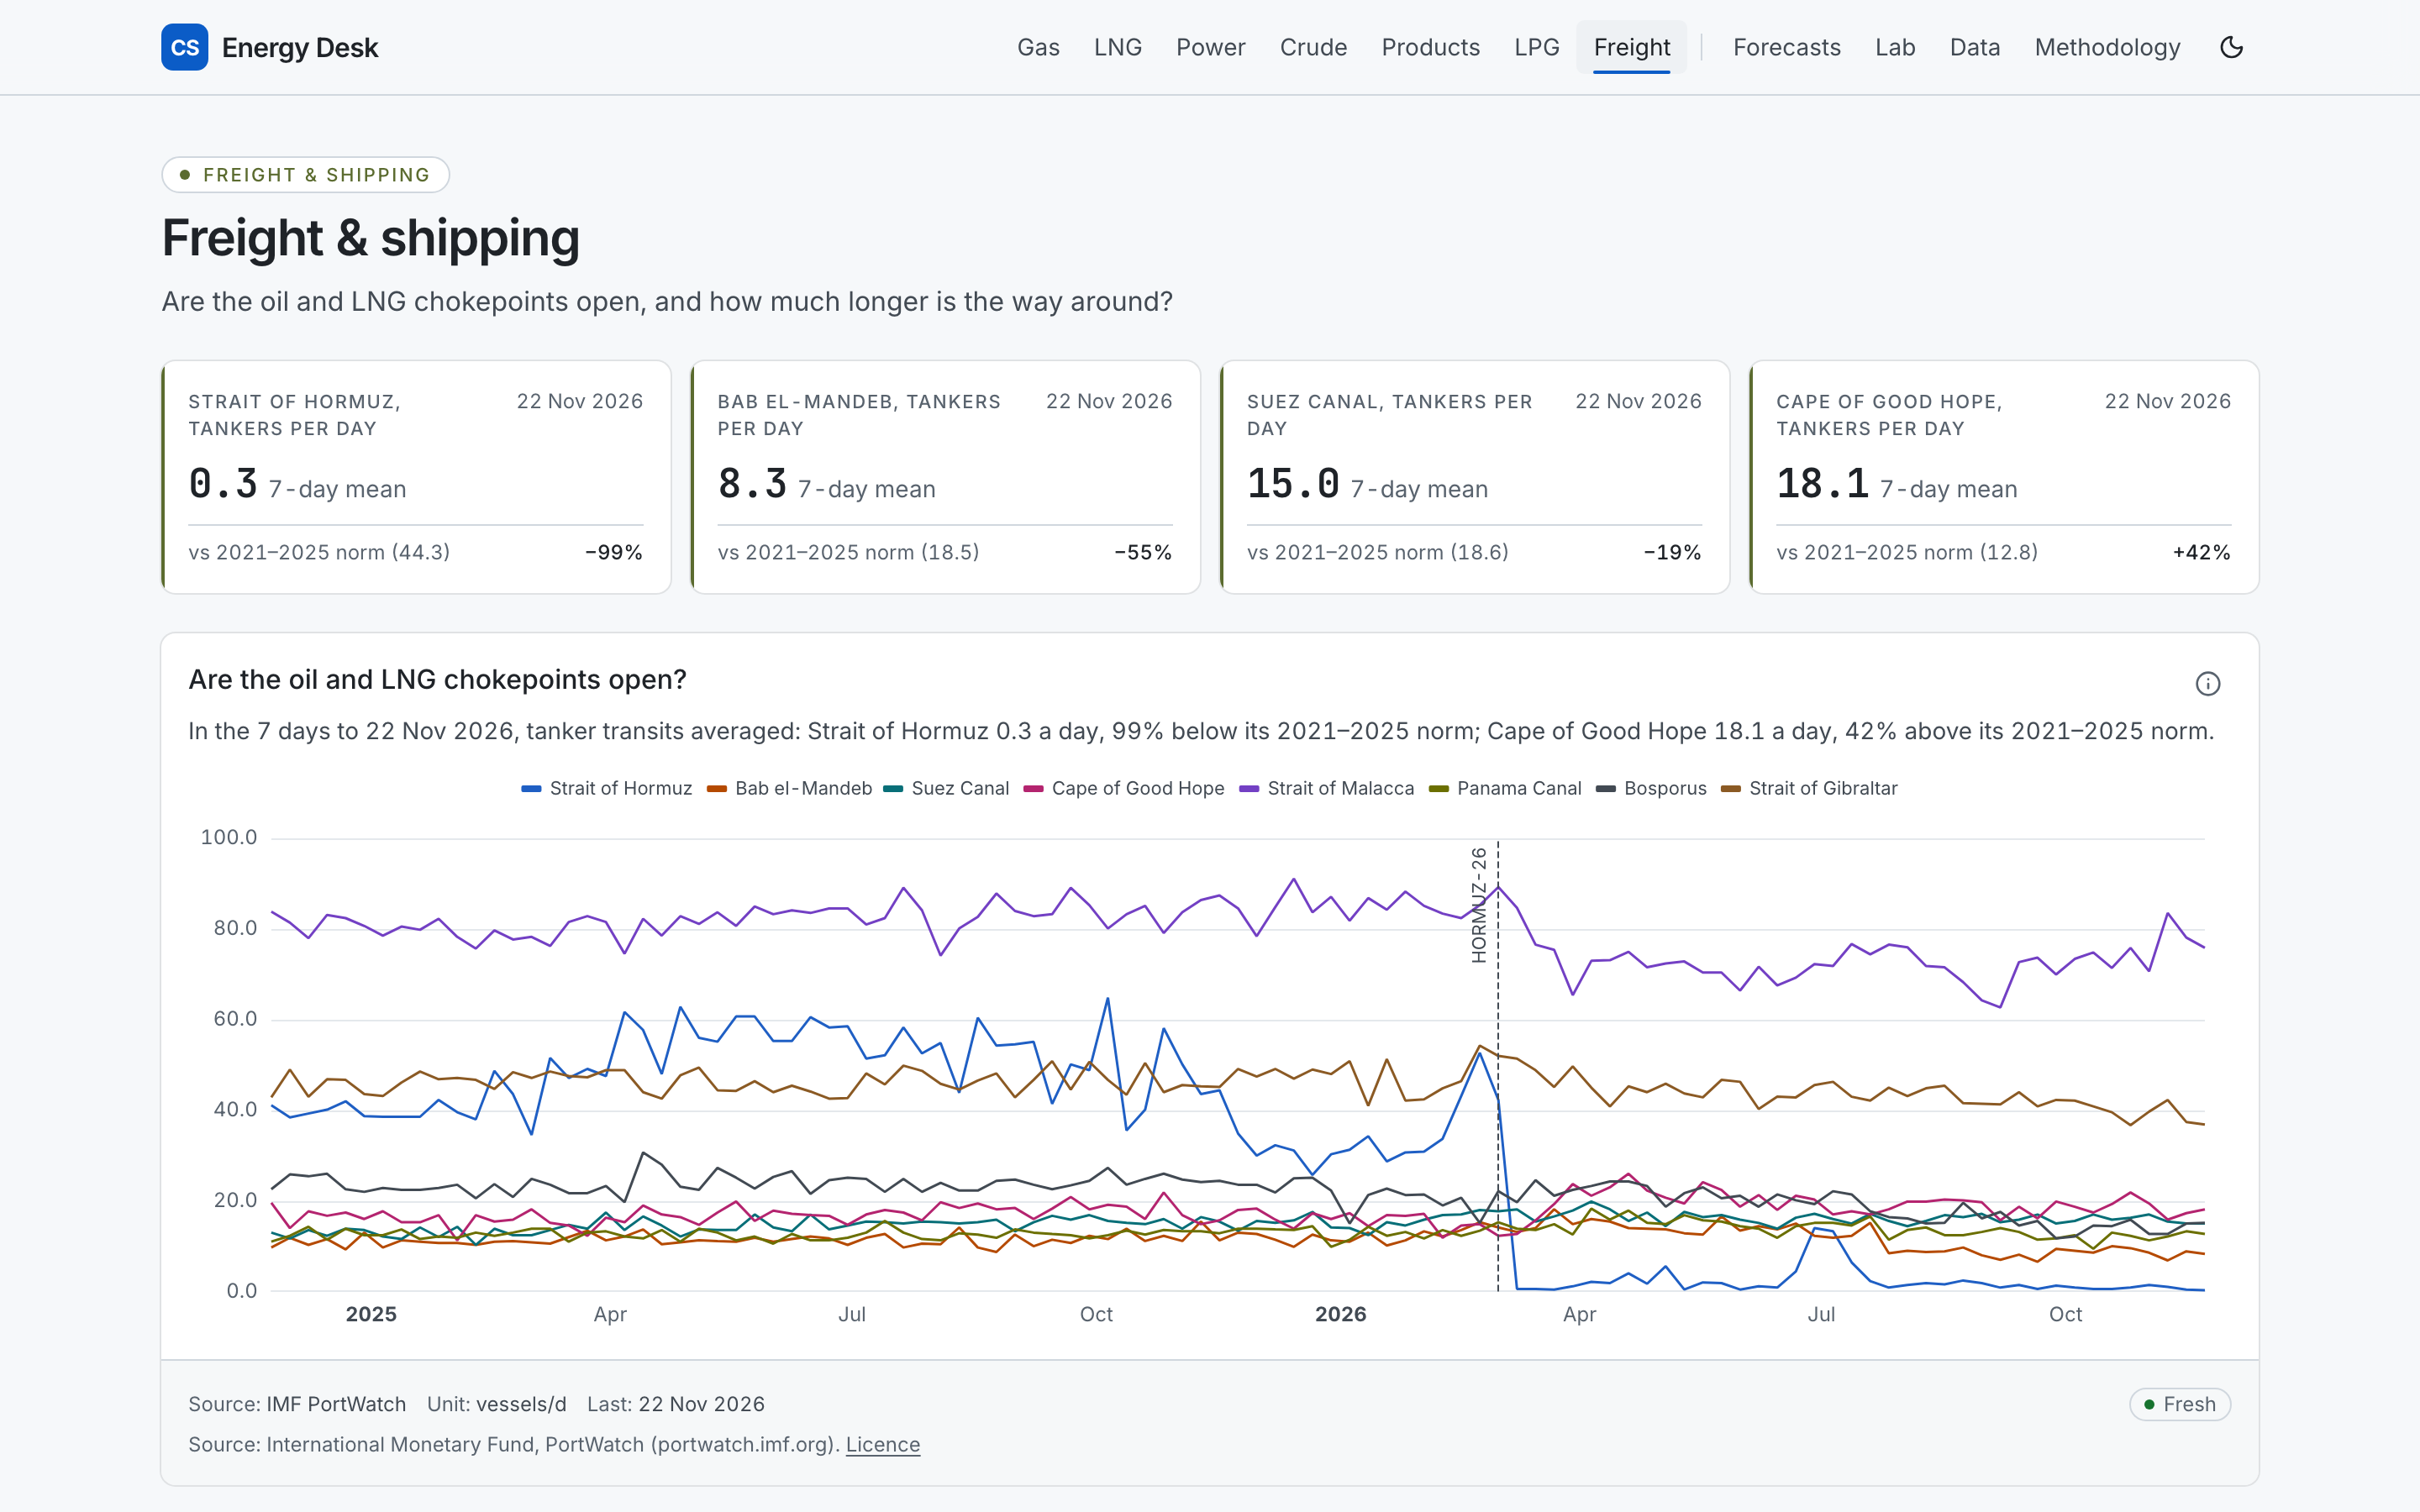 CS Energy Desk
Gas LNG Power Crude Products LPG Freight Forecasts Lab Data Methodology
FREIGHT & SHIPPING
Freight & shipping
Are the oil and LNG chokepoints open, and how much longer is the way around?
STRAIT OF HORMUZ, TANKERS PER DAY
22 Nov 2026
0.3 7-day mean
vs 2021–2025 norm (44.3) −99%
BAB EL-MANDEB, TANKERS PER DAY
22 Nov 2026
8.3 7-day mean
vs 2021–2025 norm (18.5) −55%
SUEZ CANAL, TANKERS PER DAY
22 Nov 2026
15.0 7-day mean
vs 2021–2025 norm (18.6) −19%
CAPE OF GOOD HOPE, TANKERS PER DAY
22 Nov 2026
18.1 7-day mean
vs 2021–2025 norm (12.8) +42%
Are the oil and LNG chokepoints open?
In the 7 days to 22 Nov 2026, tanker transits averaged: Strait of Hormuz 0.3 a day, 99% below its 2021–2025 norm; Cape of Good Hope 18.1 a day, 42% above its 2021–2025 norm.
Strait of Hormuz Bab el-Mandeb Suez Canal Cape of Good Hope Strait of Malacca Panama Canal Bosporus Strait of Gibraltar
100.0
80.0
60.0
40.0
20.0
0.0
HORMUZ-26
2025 Apr Jul Oct 2026 Apr Jul Oct
Source: IMF PortWatch Unit: vessels/d Last: 22 Nov 2026
Fresh
Source: International Monetary Fund, PortWatch (portwatch.imf.org). Licence